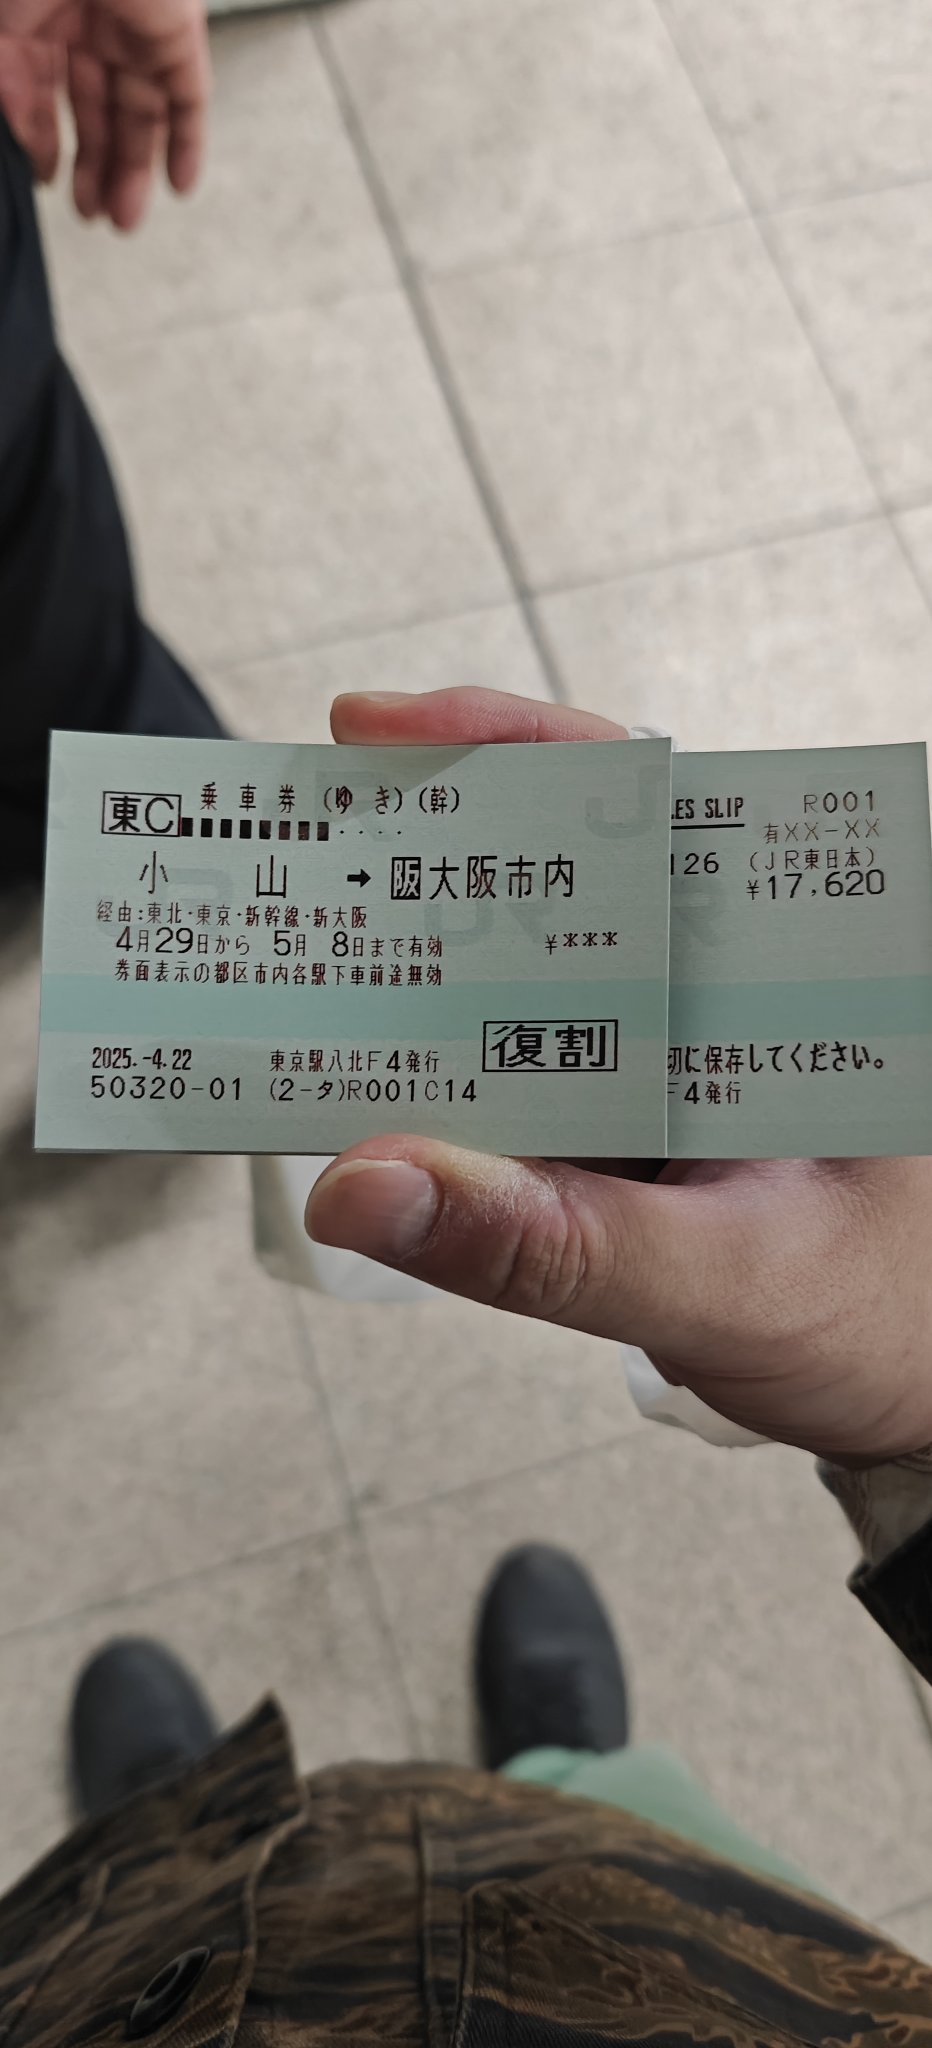 東C 乗車券(ゆき)(幹)
小山 → 阪大阪市内
経由:東北・東京・新幹線・新大阪
4月29日から 5月 8日まで有効 ¥***
券面表示の都区市内各駅下車前途無効
復割
2025.-4.22 東京駅八北F4発行
50320-01 (2-タ)R001C14
LES SLIP R001
有XX-XX
126 (JR東日本)
¥17,620
切に保存してください。
F4発行